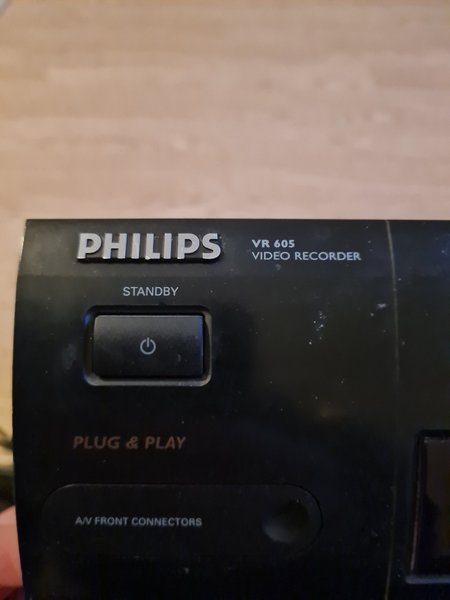 PHILIPS
VR 605
VIDEO RECORDER
STANDBY
PLUG & PLAY
A/V FRONT CONNECTORS